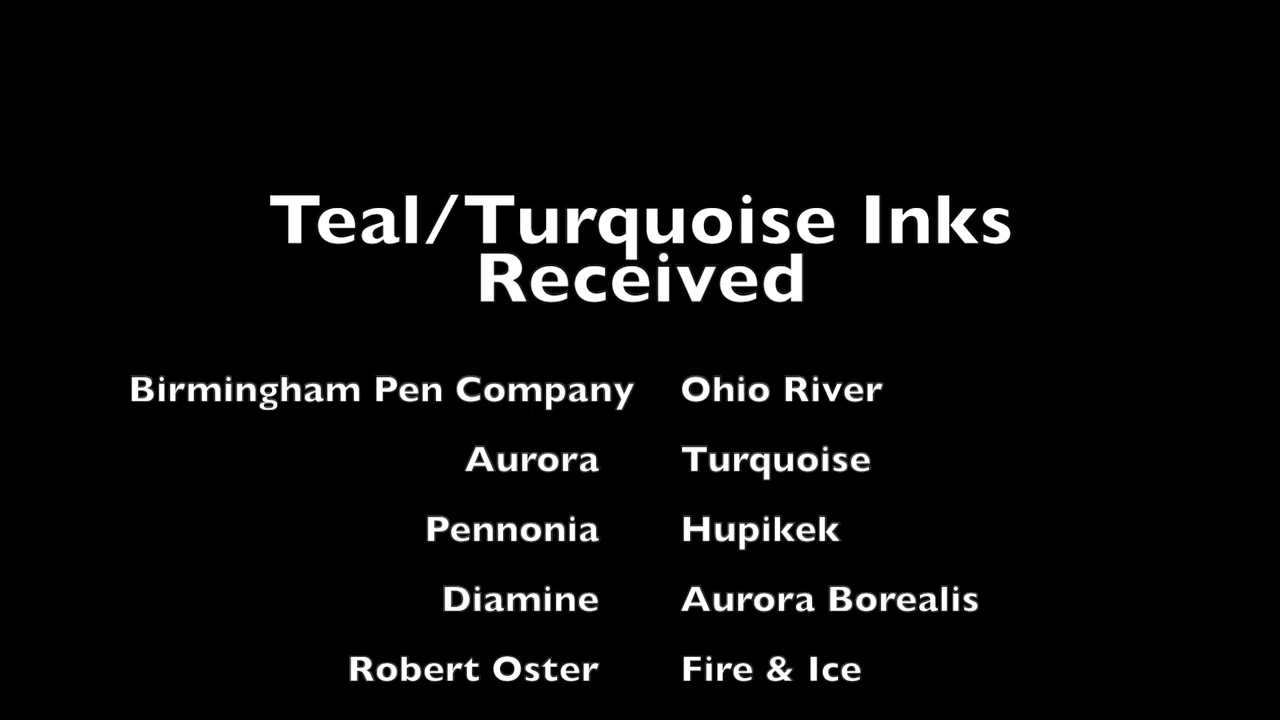 Teal/Turquoise Inks
Received
Birmingham Pen Company Ohio River
Aurora Turquoise
Pennonia Hupikek
Diamine Aurora Borealis
Robert Oster Fire & Ice